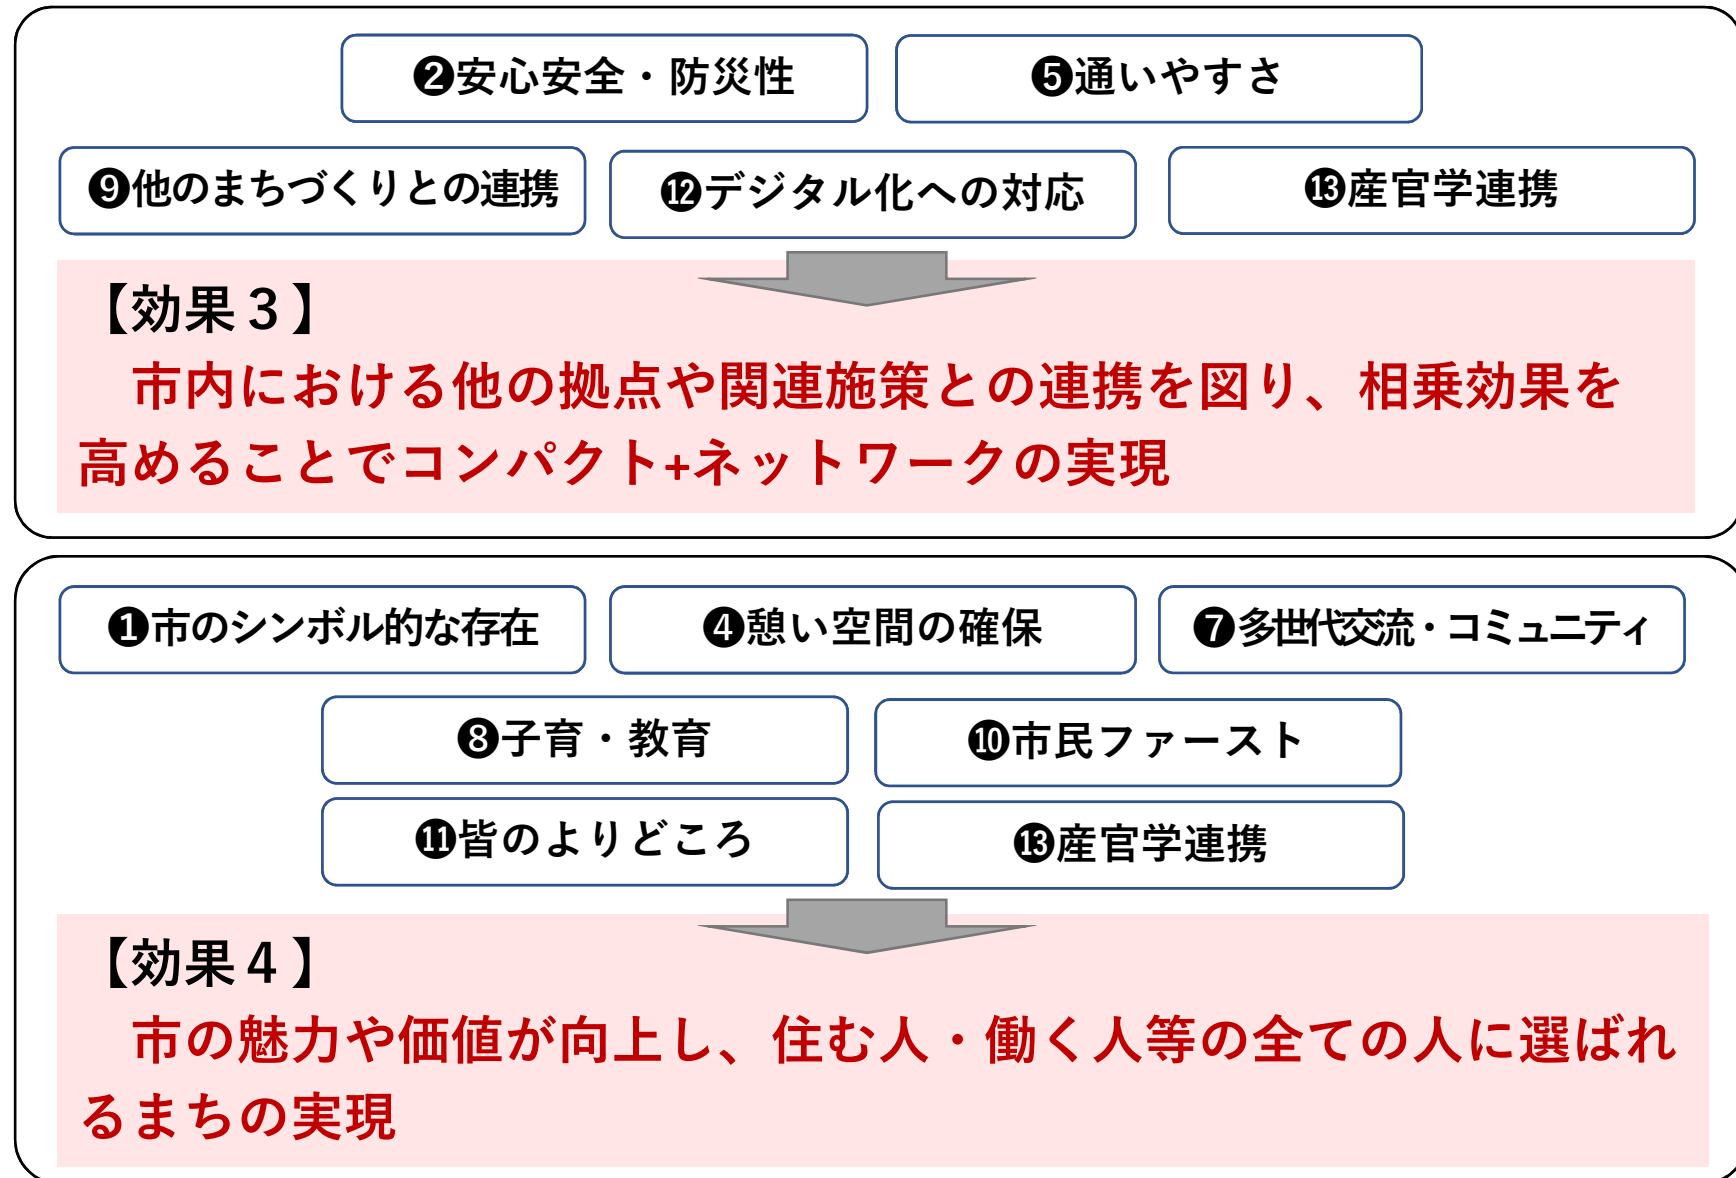 ❷安心安全・防災性
❺通いやすさ
❾他のまちづくりとの連携
⓬デジタル化への対応
⓭産官学連携
【効果３】
　市内における他の拠点や関連施策との連携を図り、相乗効果を
高めることでコンパクト+ネットワークの実現
❶市のシンボル的な存在
❹憩い空間の確保
❼多世代交流・コミュニティ
❽子育・教育
❿市民ファースト
⓫皆のよりどころ
⓭産官学連携
【効果４】
　市の魅力や価値が向上し、住む人・働く人等の全ての人に選ばれ
るまちの実現